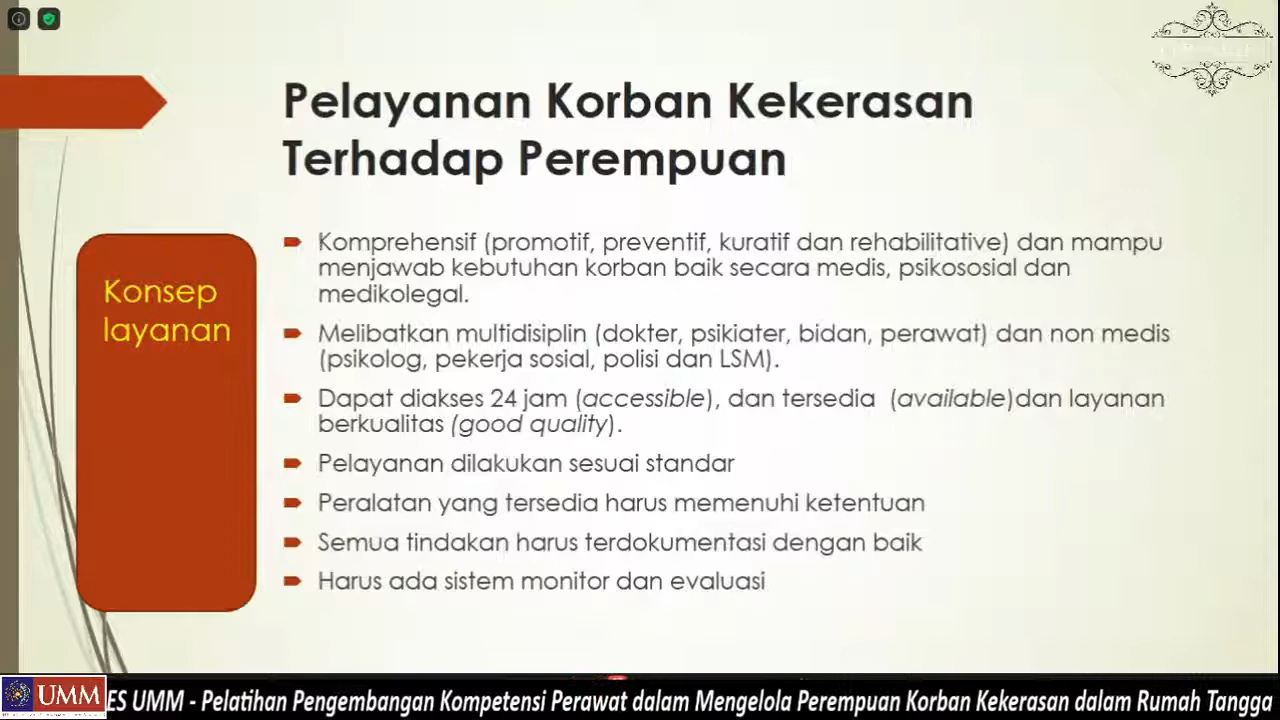 Pelayanan Korban Kekerasan
Terhadap Perempuan
Konsep
layanan
Komprehensif (promotif, preventif, kuratif dan rehabilitative) dan mampu
menjawab kebutuhan korban baik secara medis, psikososial dan
medikolegal.
Melibatkan multidisiplin (dokter, psikiater, bidan, perawat) dan non medis
(psikolog, pekerja sosial, polisi dan LSM).
Dapat diakses 24 jam (accessible), dan tersedia (available)dan layanan
berkualitas (good quality).
Pelayanan dilakukan sesuai standar
Peralatan yang tersedia harus memenuhi ketentuan
Semua tindakan harus terdokumentasi dengan baik
Harus ada sistem monitor dan evaluasi
UMM
ES UMM - Pelatihan Pengembangan Kompetensi Perawat dalam Mengelola Perempuan Korban Kekerasan dalam Rumah Tangga